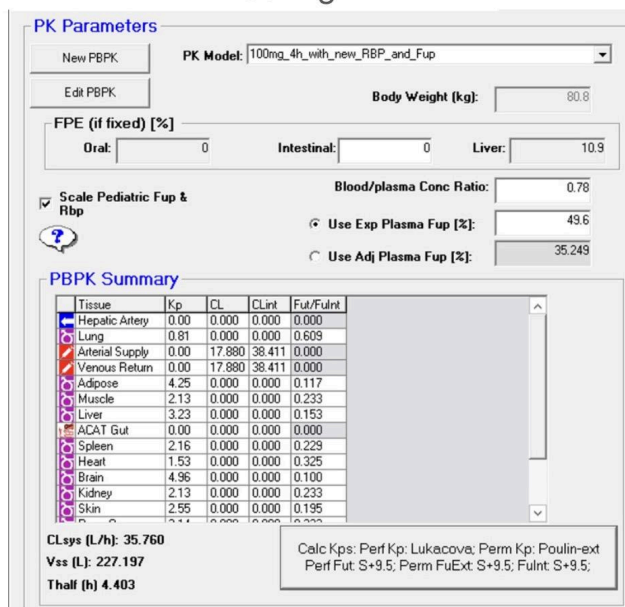 PK Parameters
New PBPK
PK Model: 100mg_4h_with_new_RBP_and_Fup
Edit PBPK
Body Weight (kg): 80.8
FPE (if fixed) [%]
Oral: 0 Intestinal: 0 Liver: 10.9
Blood/plasma Conc Ratio: 0.78
Scale Pediatric Fup &
Rbp
Use Exp Plasma Fup [%]: 49.6
?
Use Adj Plasma Fup [%]: 35.249
PBPK Summary
Tissue Kp CL CLint Fut/FuInt
Hepatic Artery 0.00 0.000 0.000 0.000
Lung 0.81 0.000 0.000 0.609
Arterial Supply 0.00 17.880 38.411 0.000
Venous Return 0.00 17.880 38.411 0.000
Adipose 4.25 0.000 0.000 0.117
Muscle 2.13 0.000 0.000 0.233
Liver 3.23 0.000 0.000 0.153
ACAT Gut 0.00 0.000 0.000 0.000
Spleen 2.16 0.000 0.000 0.229
Heart 1.53 0.000 0.000 0.325
Brain 4.96 0.000 0.000 0.100
Kidney 2.13 0.000 0.000 0.233
Skin 2.55 0.000 0.000 0.195
CLsys (L/h): 35.760
Vss (L): 227.197
Thalf (h) 4.403
Calc Kps: Perf Kp: Lukacova; Perm Kp: Poulin-ext
Perf Fut: S+9.5; Perm FuExt: S+9.5; FuInt: S+9.5;